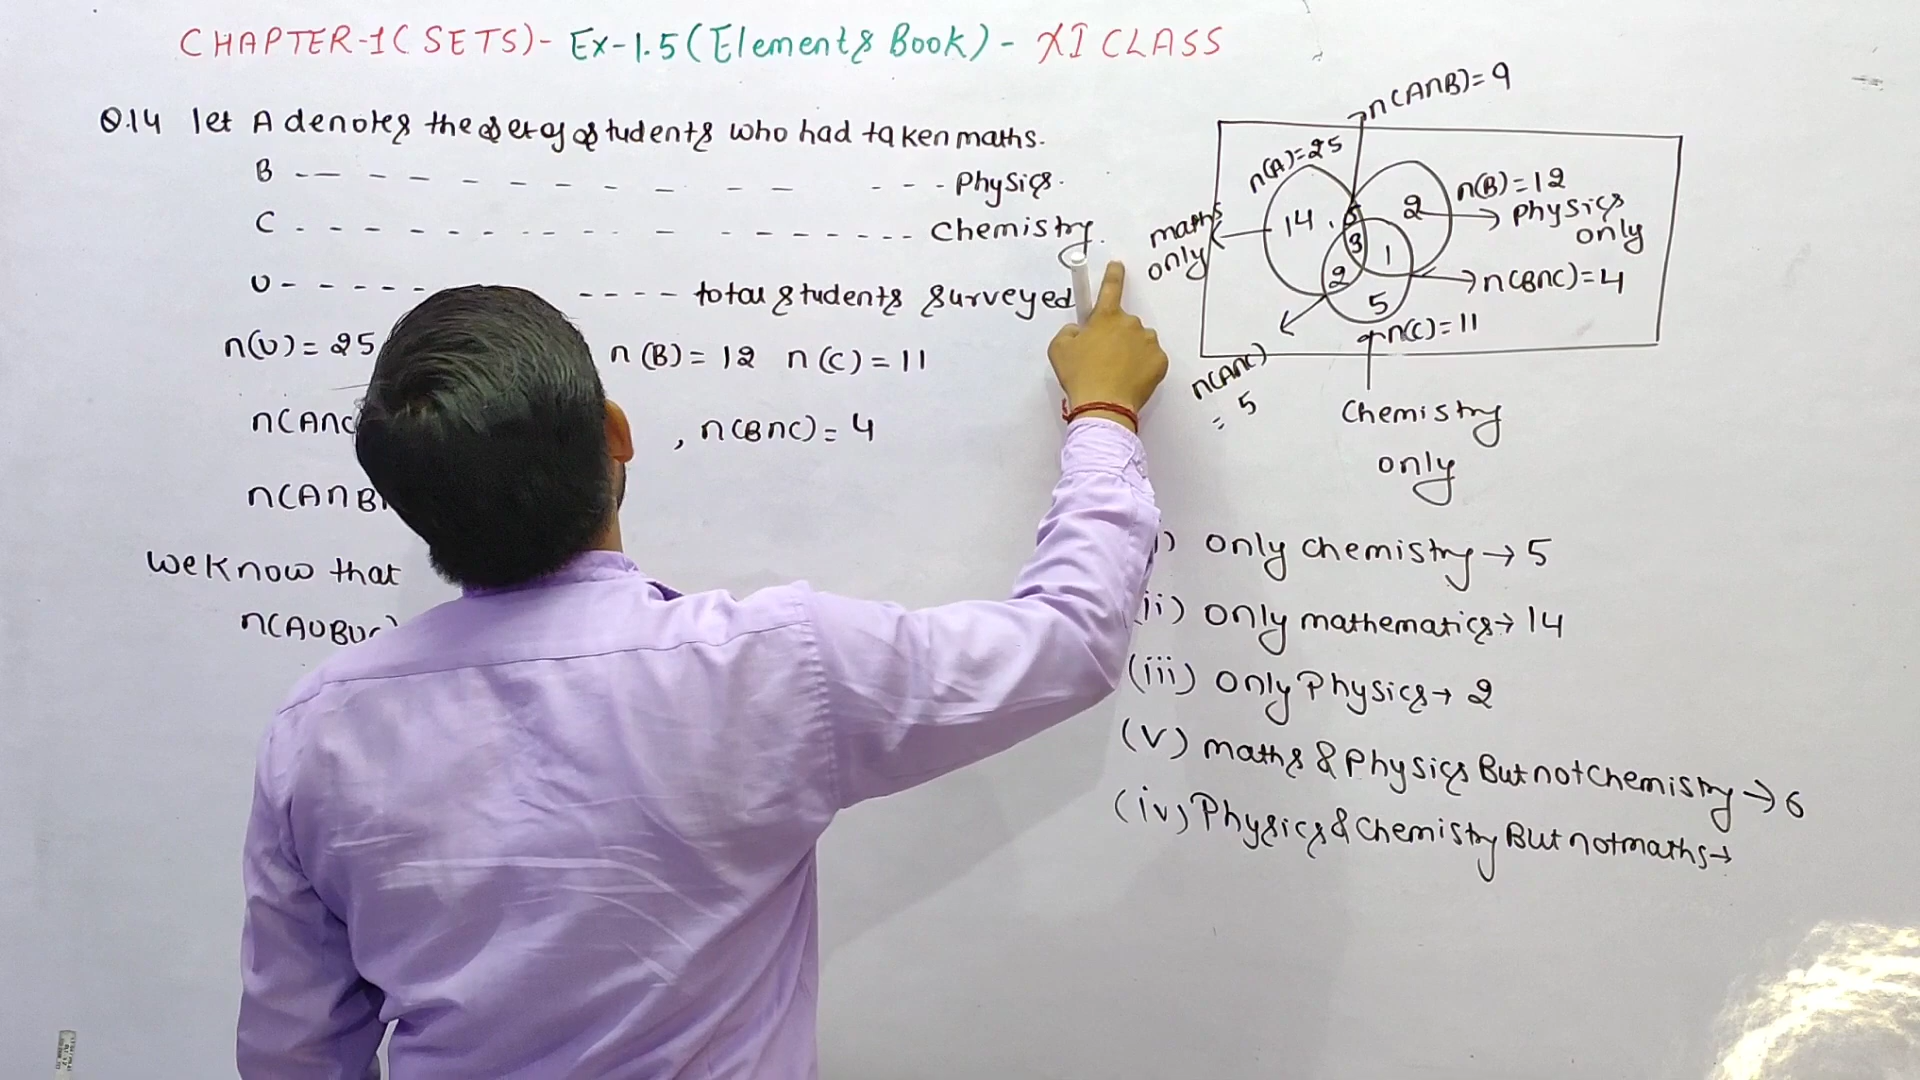 CHAPTER-1(SETS)- Ex-1.5(Elements Book)- XI CLASS
Q.14 let A denotes the set of students who had taken maths.
B - - - - - - - - - - - - - - Physics.
C - - - - - - - - - - - - - - Chemistry.
U - - - - - - - - total students surveyed
n(U)=25 n(B)=12 n(C)=11
n(A∩C , n(B∩C)=4
n(A∩B∩
we know that
n(A∪B∪C)
n(A∩B)=9
n(A)=25
n(B)=12
14 2
3 1
2
5
maths only
Physics only
n(B∩C)=4
n(C)=11
n(A∩C) = 5
Chemistry only
i) only chemistry→5
(ii) only mathematics→14
(iii) only Physics→2
(v) maths & Physics But not Chemistry→6
(iv) Physics & Chemistry But not maths→